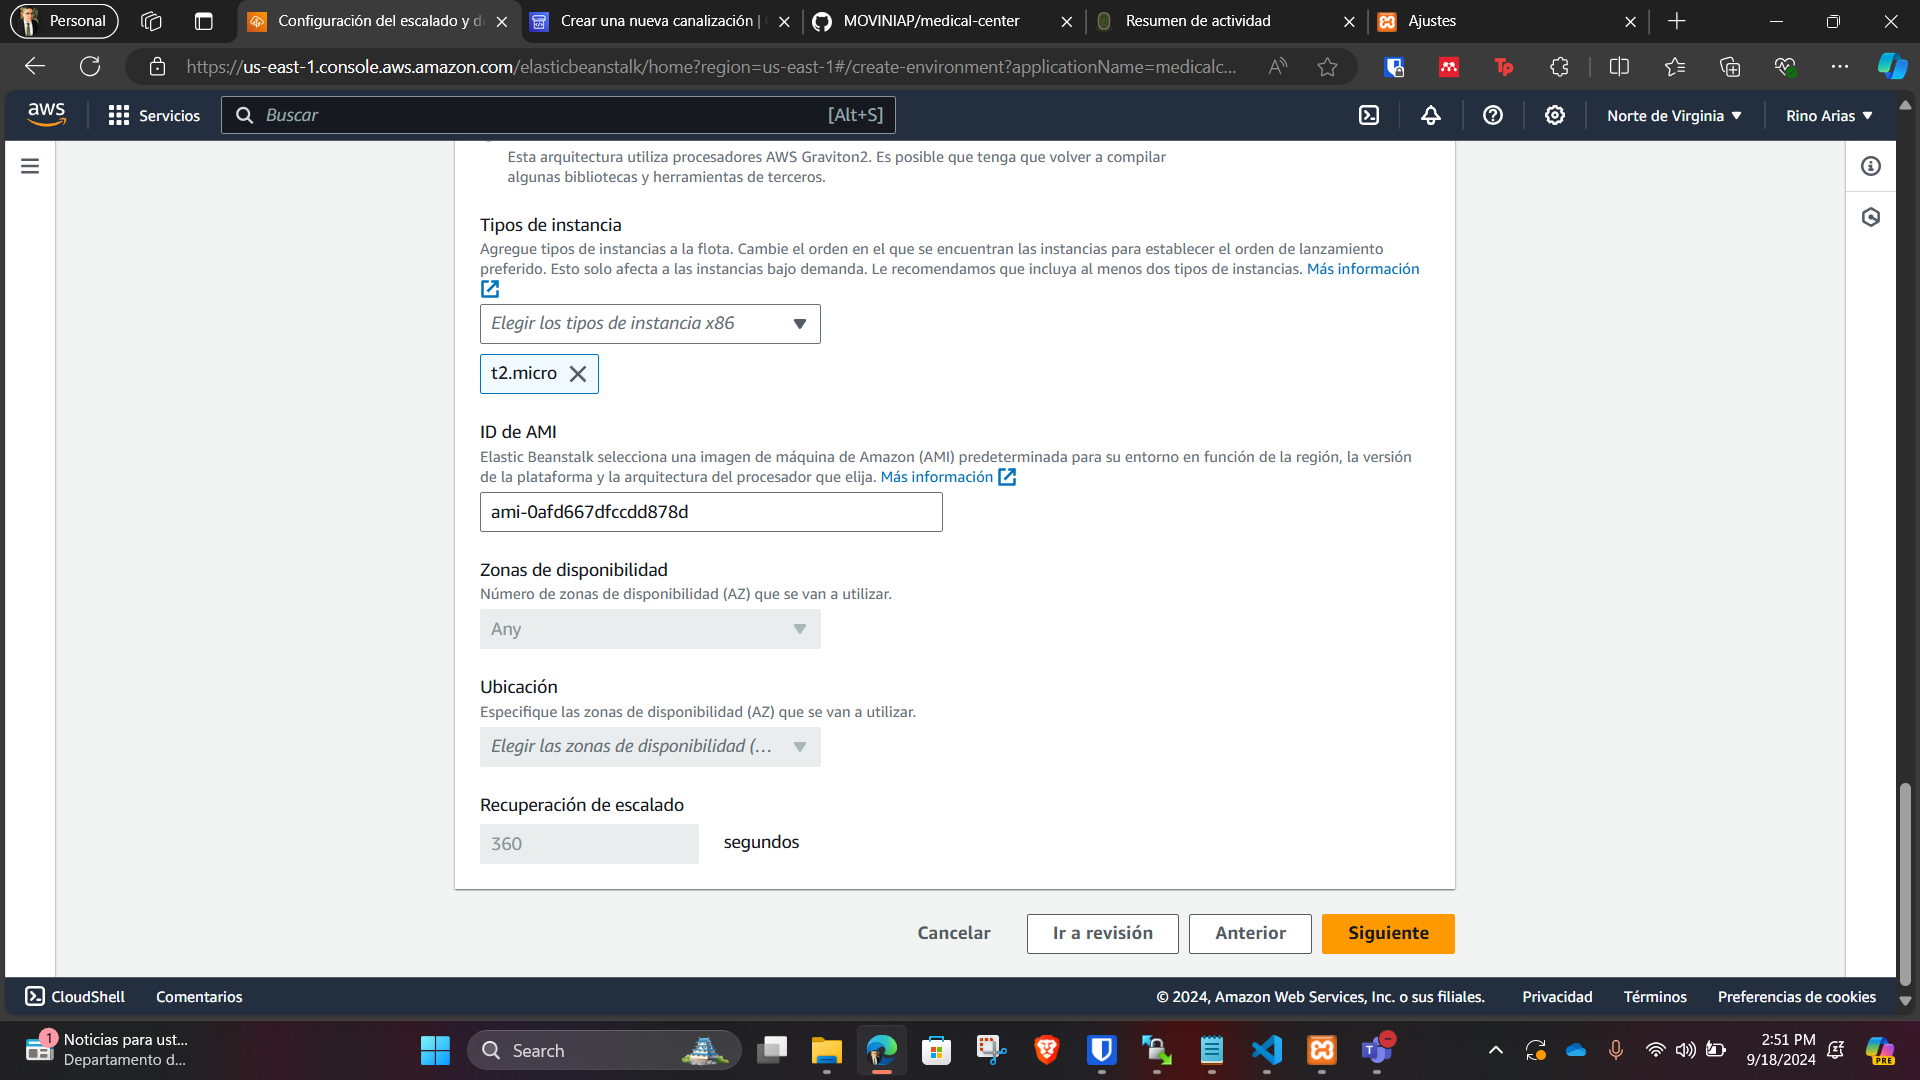 Personal
Configuración del escalado y d
Crear una nueva canalización |
MOVINIAP/medical-center
Resumen de actividad
Ajustes
https://us-east-1.console.aws.amazon.com/elasticbeanstalk/home?region=us-east-1#/create-environment?applicationName=medicalc...
aws
Servicios
Buscar
[Alt+S]
Norte de Virginia
Rino Arias
Esta arquitectura utiliza procesadores AWS Graviton2. Es posible que tenga que volver a compilar
algunas bibliotecas y herramientas de terceros.
Tipos de instancia
Agregue tipos de instancias a la flota. Cambie el orden en el que se encuentran las instancias para establecer el orden de lanzamiento
preferido. Esto solo afecta a las instancias bajo demanda. Le recomendamos que incluya al menos dos tipos de instancias. Más información
Elegir los tipos de instancia x86
t2.micro
ID de AMI
Elastic Beanstalk selecciona una imagen de máquina de Amazon (AMI) predeterminada para su entorno en función de la región, la versión
de la plataforma y la arquitectura del procesador que elija. Más información
ami-0afd667dfccdd878d
Zonas de disponibilidad
Número de zonas de disponibilidad (AZ) que se van a utilizar.
Any
Ubicación
Especifique las zonas de disponibilidad (AZ) que se van a utilizar.
Elegir las zonas de disponibilidad (...
Recuperación de escalado
360
segundos
Cancelar
Ir a revisión
Anterior
Siguiente
CloudShell
Comentarios
© 2024, Amazon Web Services, Inc. o sus filiales.
Privacidad
Términos
Preferencias de cookies
1
Noticias para ust...
Departamento d...
Search
2:51 PM
9/18/2024
PRE